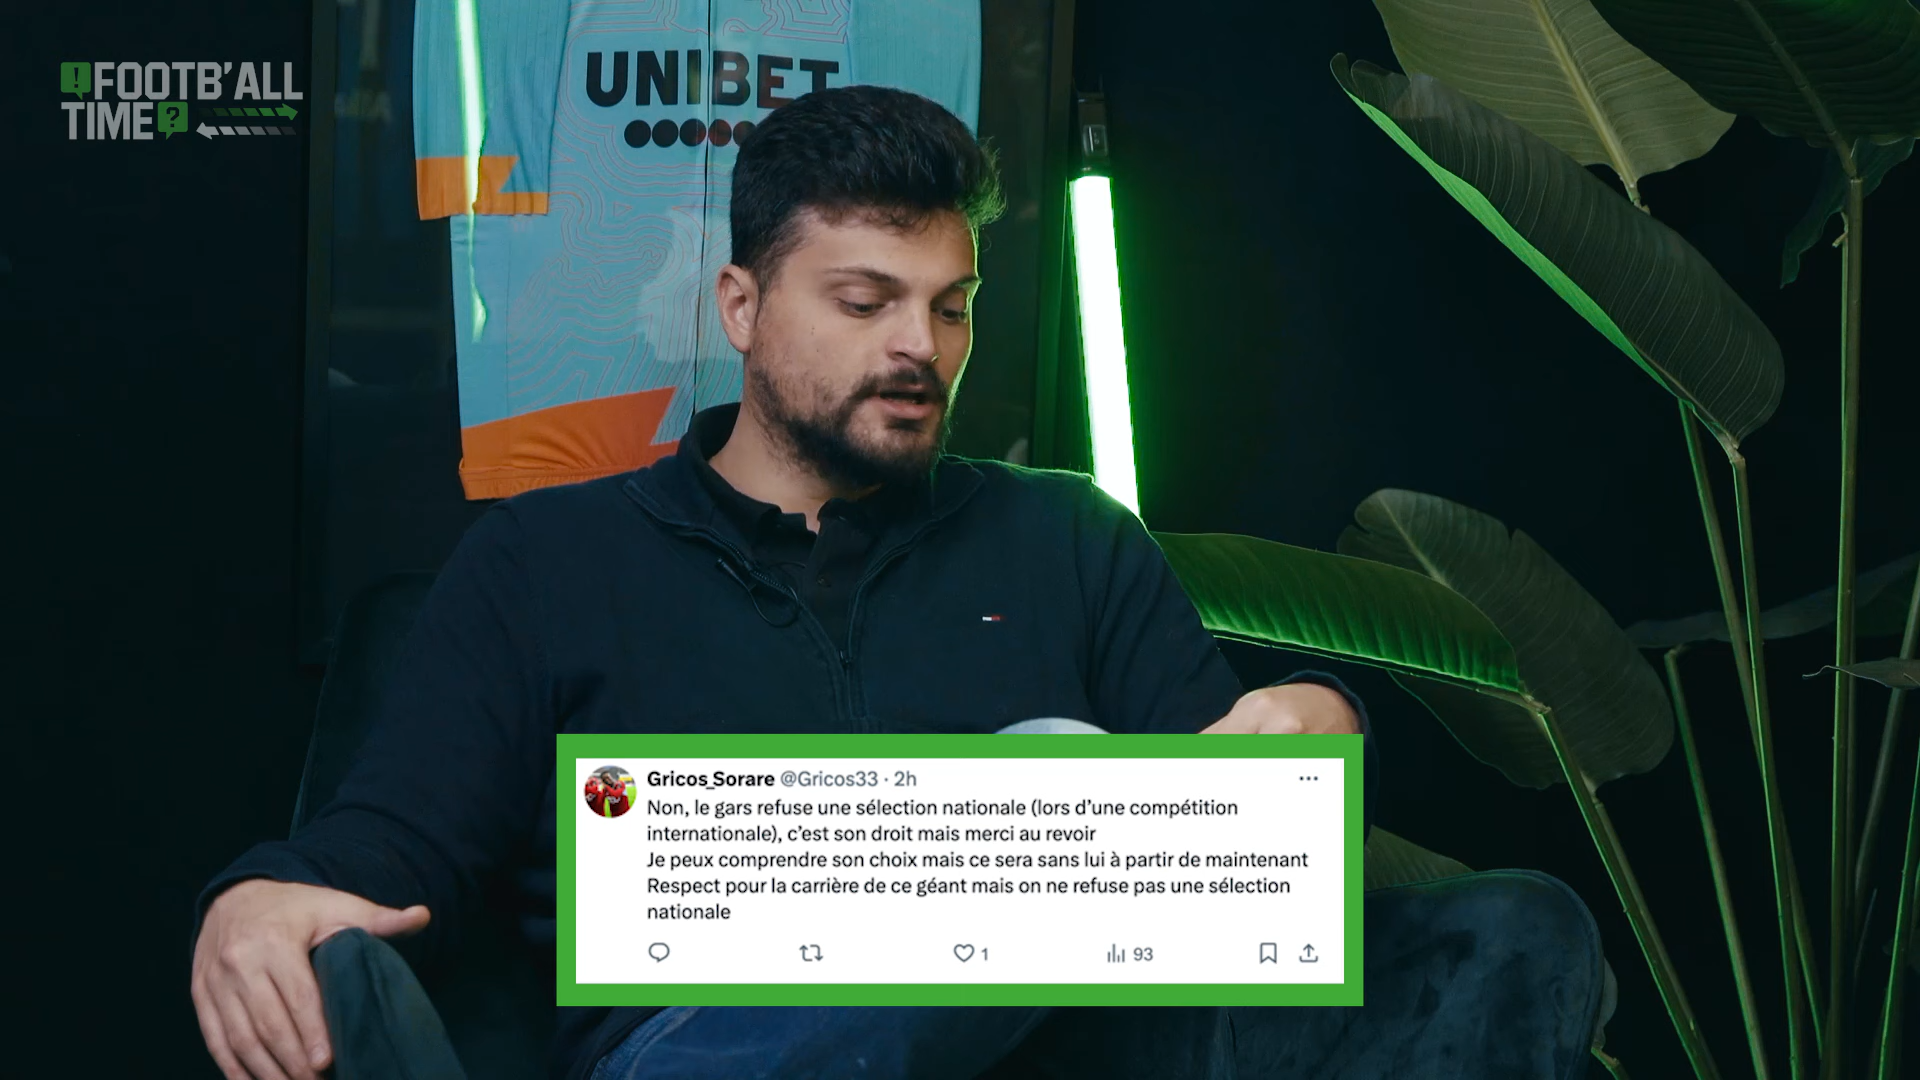 !FOOTB'ALL
TIME?
UNIBET
Gricos_Sorare @Gricos33 · 2h
Non, le gars refuse une sélection nationale (lors d'une compétition
internationale), c'est son droit mais merci au revoir
Je peux comprendre son choix mais ce sera sans lui à partir de maintenant
Respect pour la carrière de ce géant mais on ne refuse pas une sélection
nationale
1
93